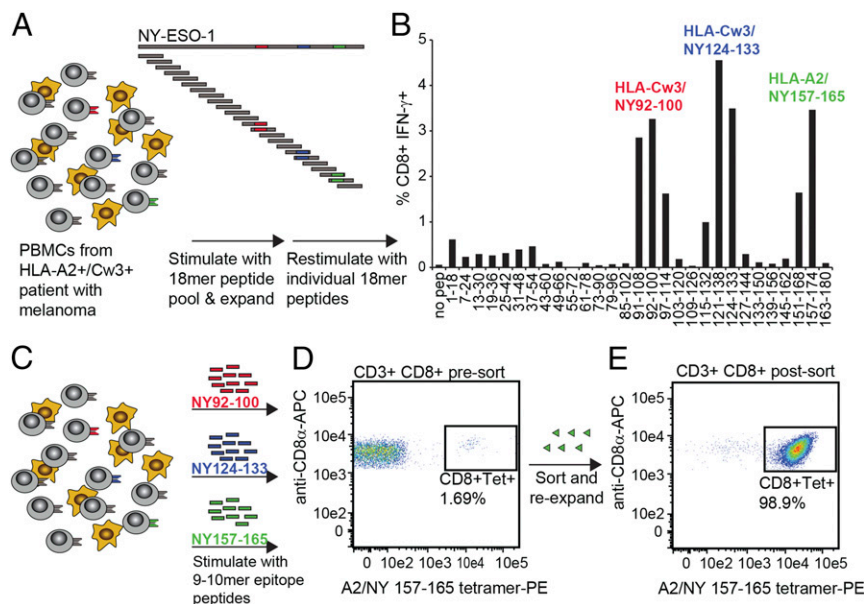 A
NY-ESO-1
PBMCs from
HLA-A2+/Cw3+
patient with
melanoma
Stimulate with
18mer peptide
pool & expand
Restimulate with
individual 18mer
peptides
B
% CD8+ IFN-γ+
5
4
3
2
1
0
HLA-Cw3/
NY92-100
HLA-Cw3/
NY124-133
HLA-A2/
NY157-165
no pep
1-18
7-24
13-30
19-36
25-42
31-48
37-54
43-60
49-66
55-72
61-78
73-90
79-96
85-102
91-108
92-100
97-114
103-120
109-126
115-132
121-138
124-133
127-144
133-150
139-156
145-162
151-168
157-174
163-180
C
NY92-100
NY124-133
NY157-165
Stimulate with
9-10mer epitope
peptides
D
CD3+ CD8+ pre-sort
anti-CD8α-APC
10e5
10e4
10e3
10e2
0
CD8+Tet+
1.69%
0 10e2 10e3 10e4 10e5
A2/NY 157-165 tetramer-PE
Sort and
re-expand
E
CD3+ CD8+ post-sort
anti-CD8α-APC
10e5
10e4
10e3
10e2
0
CD8+Tet+
98.9%
0 10e2 10e3 10e4 10e5
A2/NY 157-165 tetramer-PE